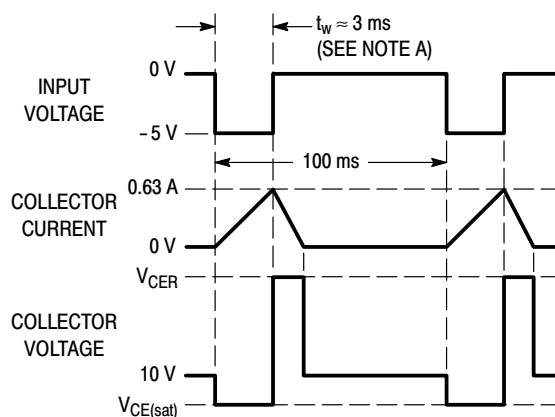 t_w ≈ 3 ms
(SEE NOTE A)
0 V
INPUT
VOLTAGE
– 5 V
100 ms
0.63 A
COLLECTOR
CURRENT
0 V
V_CER
COLLECTOR
VOLTAGE
10 V
V_CE(sat)